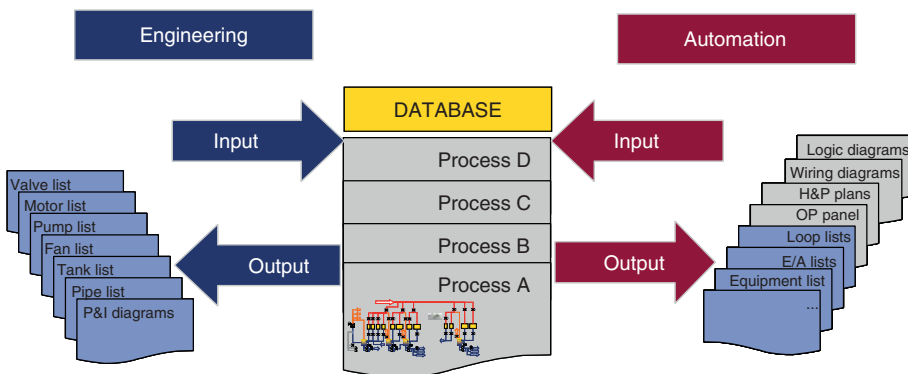 Engineering
Automation
DATABASE
Input
Input
Process D
Process C
Process B
Process A
Output
Output
Valve list
Motor list
Pump list
Fan list
Tank list
Pipe list
P&I diagrams
Logic diagrams
Wiring diagrams
H&P plans
OP panel
Loop lists
E/A lists
Equipment list
...